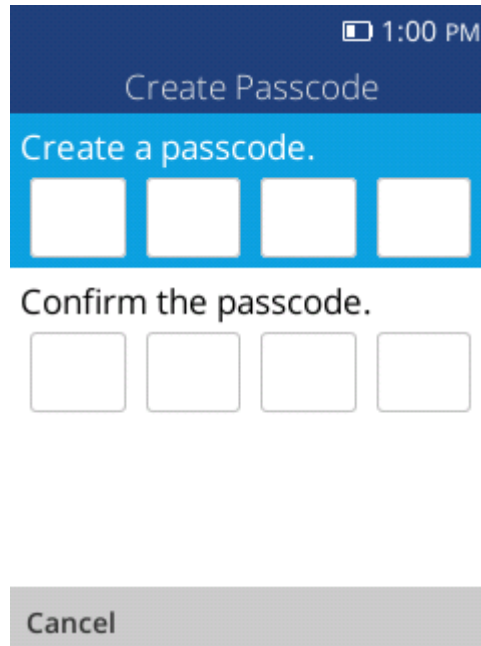 1:00 PM
Create Passcode
Create a passcode.
Confirm the passcode.
Cancel